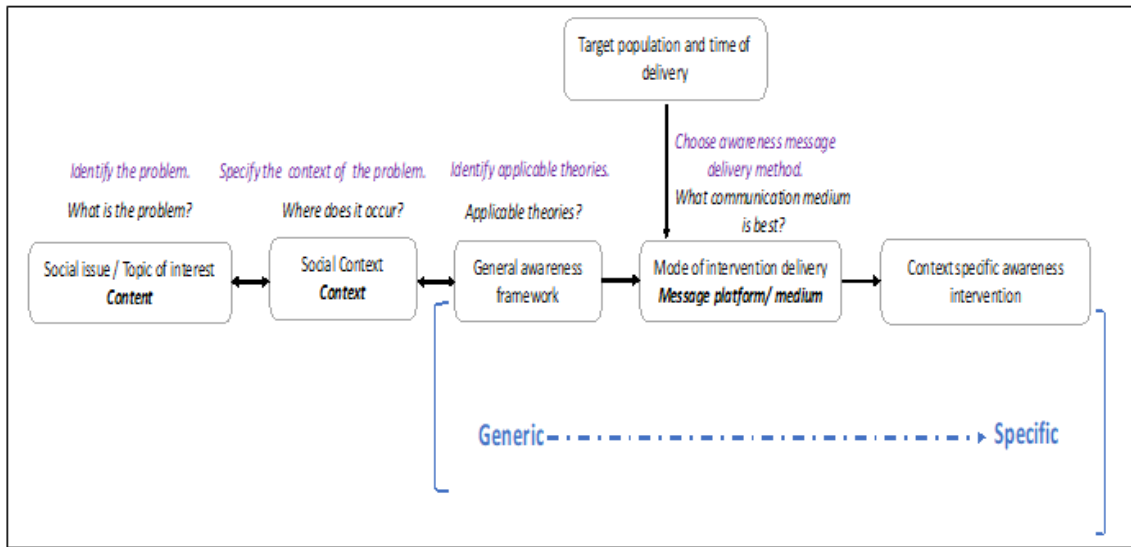 Target population and time of
delivery
Identify the problem.
What is the problem?
Social issue / Topic of interest
Content
Specify the context of the problem.
Where does it occur?
Social Context
Context
Identify applicable theories.
Applicable theories?
General awareness
framework
Choose awareness message
delivery method.
What communication medium
is best?
Mode of intervention delivery
Message platform/ medium
Context specific awareness
intervention
Generic
Specific